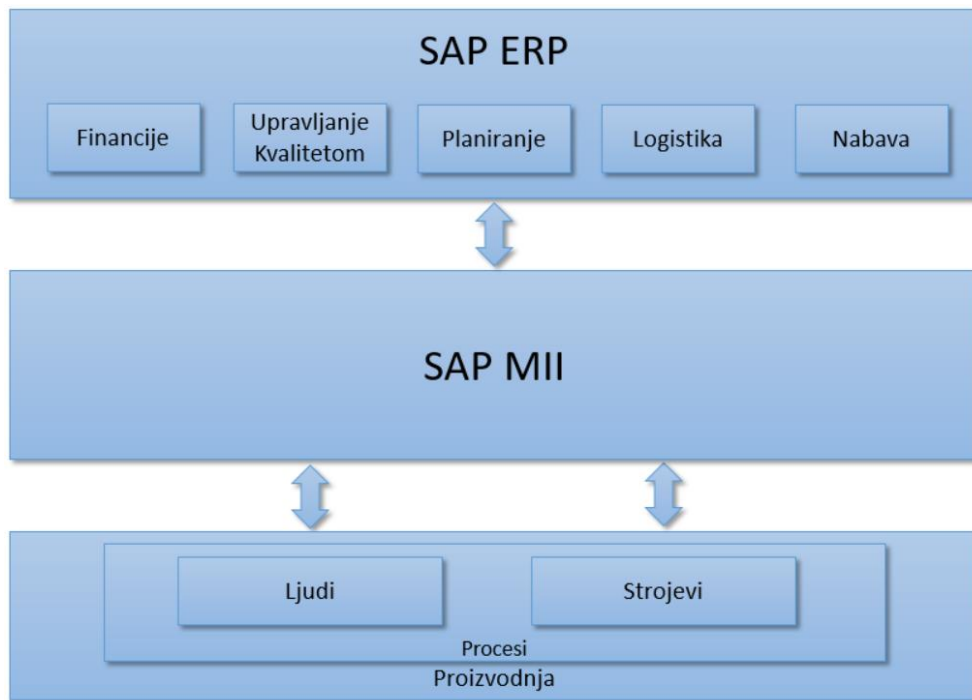 SAP ERP
Financije
Upravljanje
Kvalitetom
Planiranje
Logistika
Nabava
SAP MII
Ljudi
Strojevi
Procesi
Proizvodnja